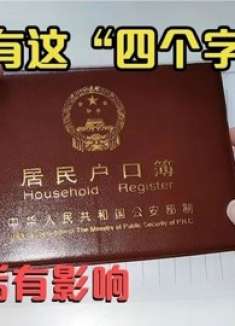 有这“四个字
居民户口簿
Household Register
中华人民共和国公安部制
The Ministry of Public Security of P.R.C
后有影响